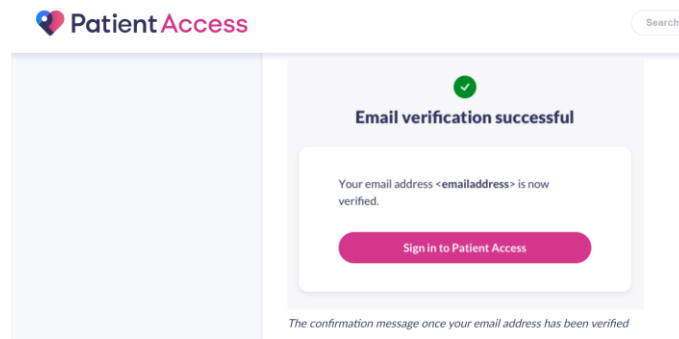 Patient Access
Search
Email verification successful
Your email address <emailaddress> is now
verified.
Sign in to Patient Access
The confirmation message once your email address has been verified